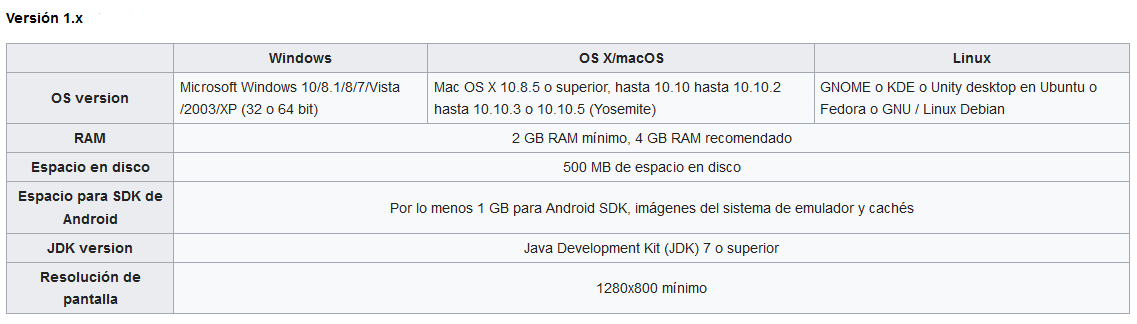 Versión 1.x
Windows
OS X/macOS
Linux
OS version
Microsoft Windows 10/8.1/8/7/Vista
/2003/XP (32 o 64 bit)
Mac OS X 10.8.5 o superior, hasta 10.10 hasta 10.10.2
hasta 10.10.3 o 10.10.5 (Yosemite)
GNOME o KDE o Unity desktop en Ubuntu o
Fedora o GNU / Linux Debian
RAM
2 GB RAM mínimo, 4 GB RAM recomendado
Espacio en disco
500 MB de espacio en disco
Espacio para SDK de
Android
Por lo menos 1 GB para Android SDK, imágenes del sistema de emulador y cachés
JDK version
Java Development Kit (JDK) 7 o superior
Resolución de
pantalla
1280x800 mínimo